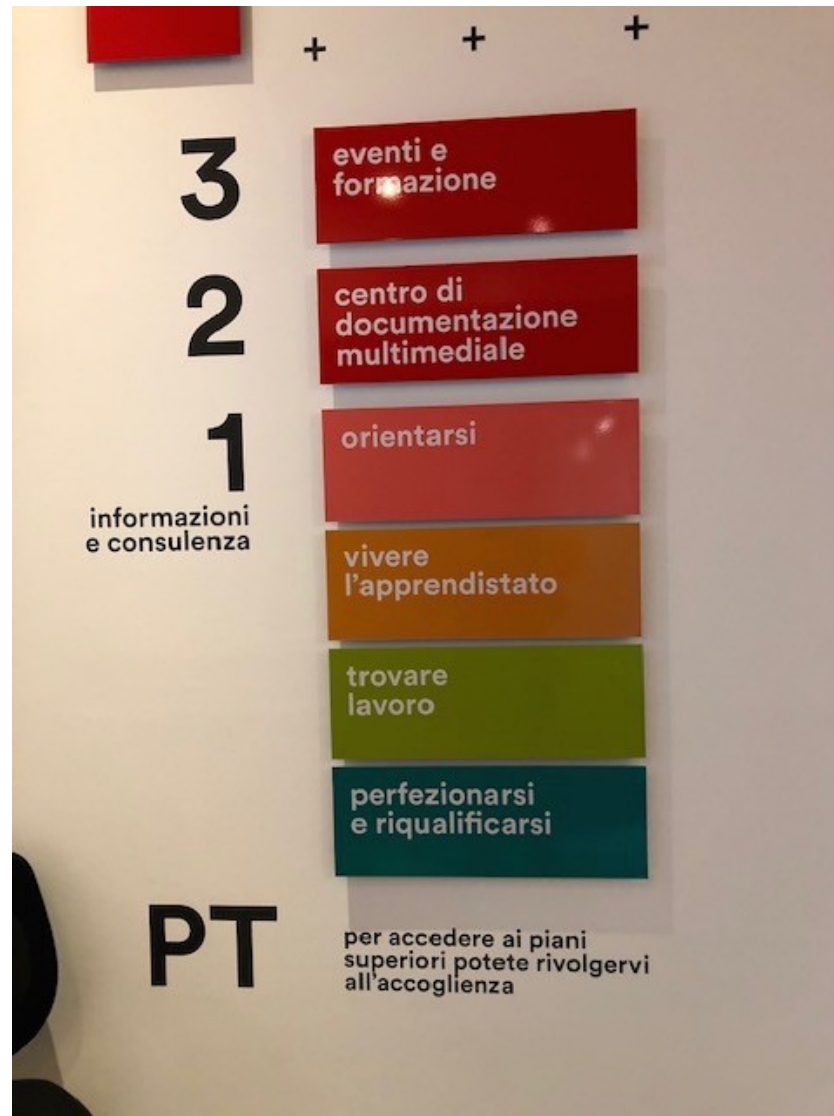 + + +
3
eventi e
formazione
2
centro di
documentazione
multimediale
1
informazioni
e consulenza
orientarsi
vivere
l'apprendistato
trovare
lavoro
perfezionarsi
e riqualificarsi
PT
per accedere ai piani
superiori potete rivolgervi
all'accoglienza